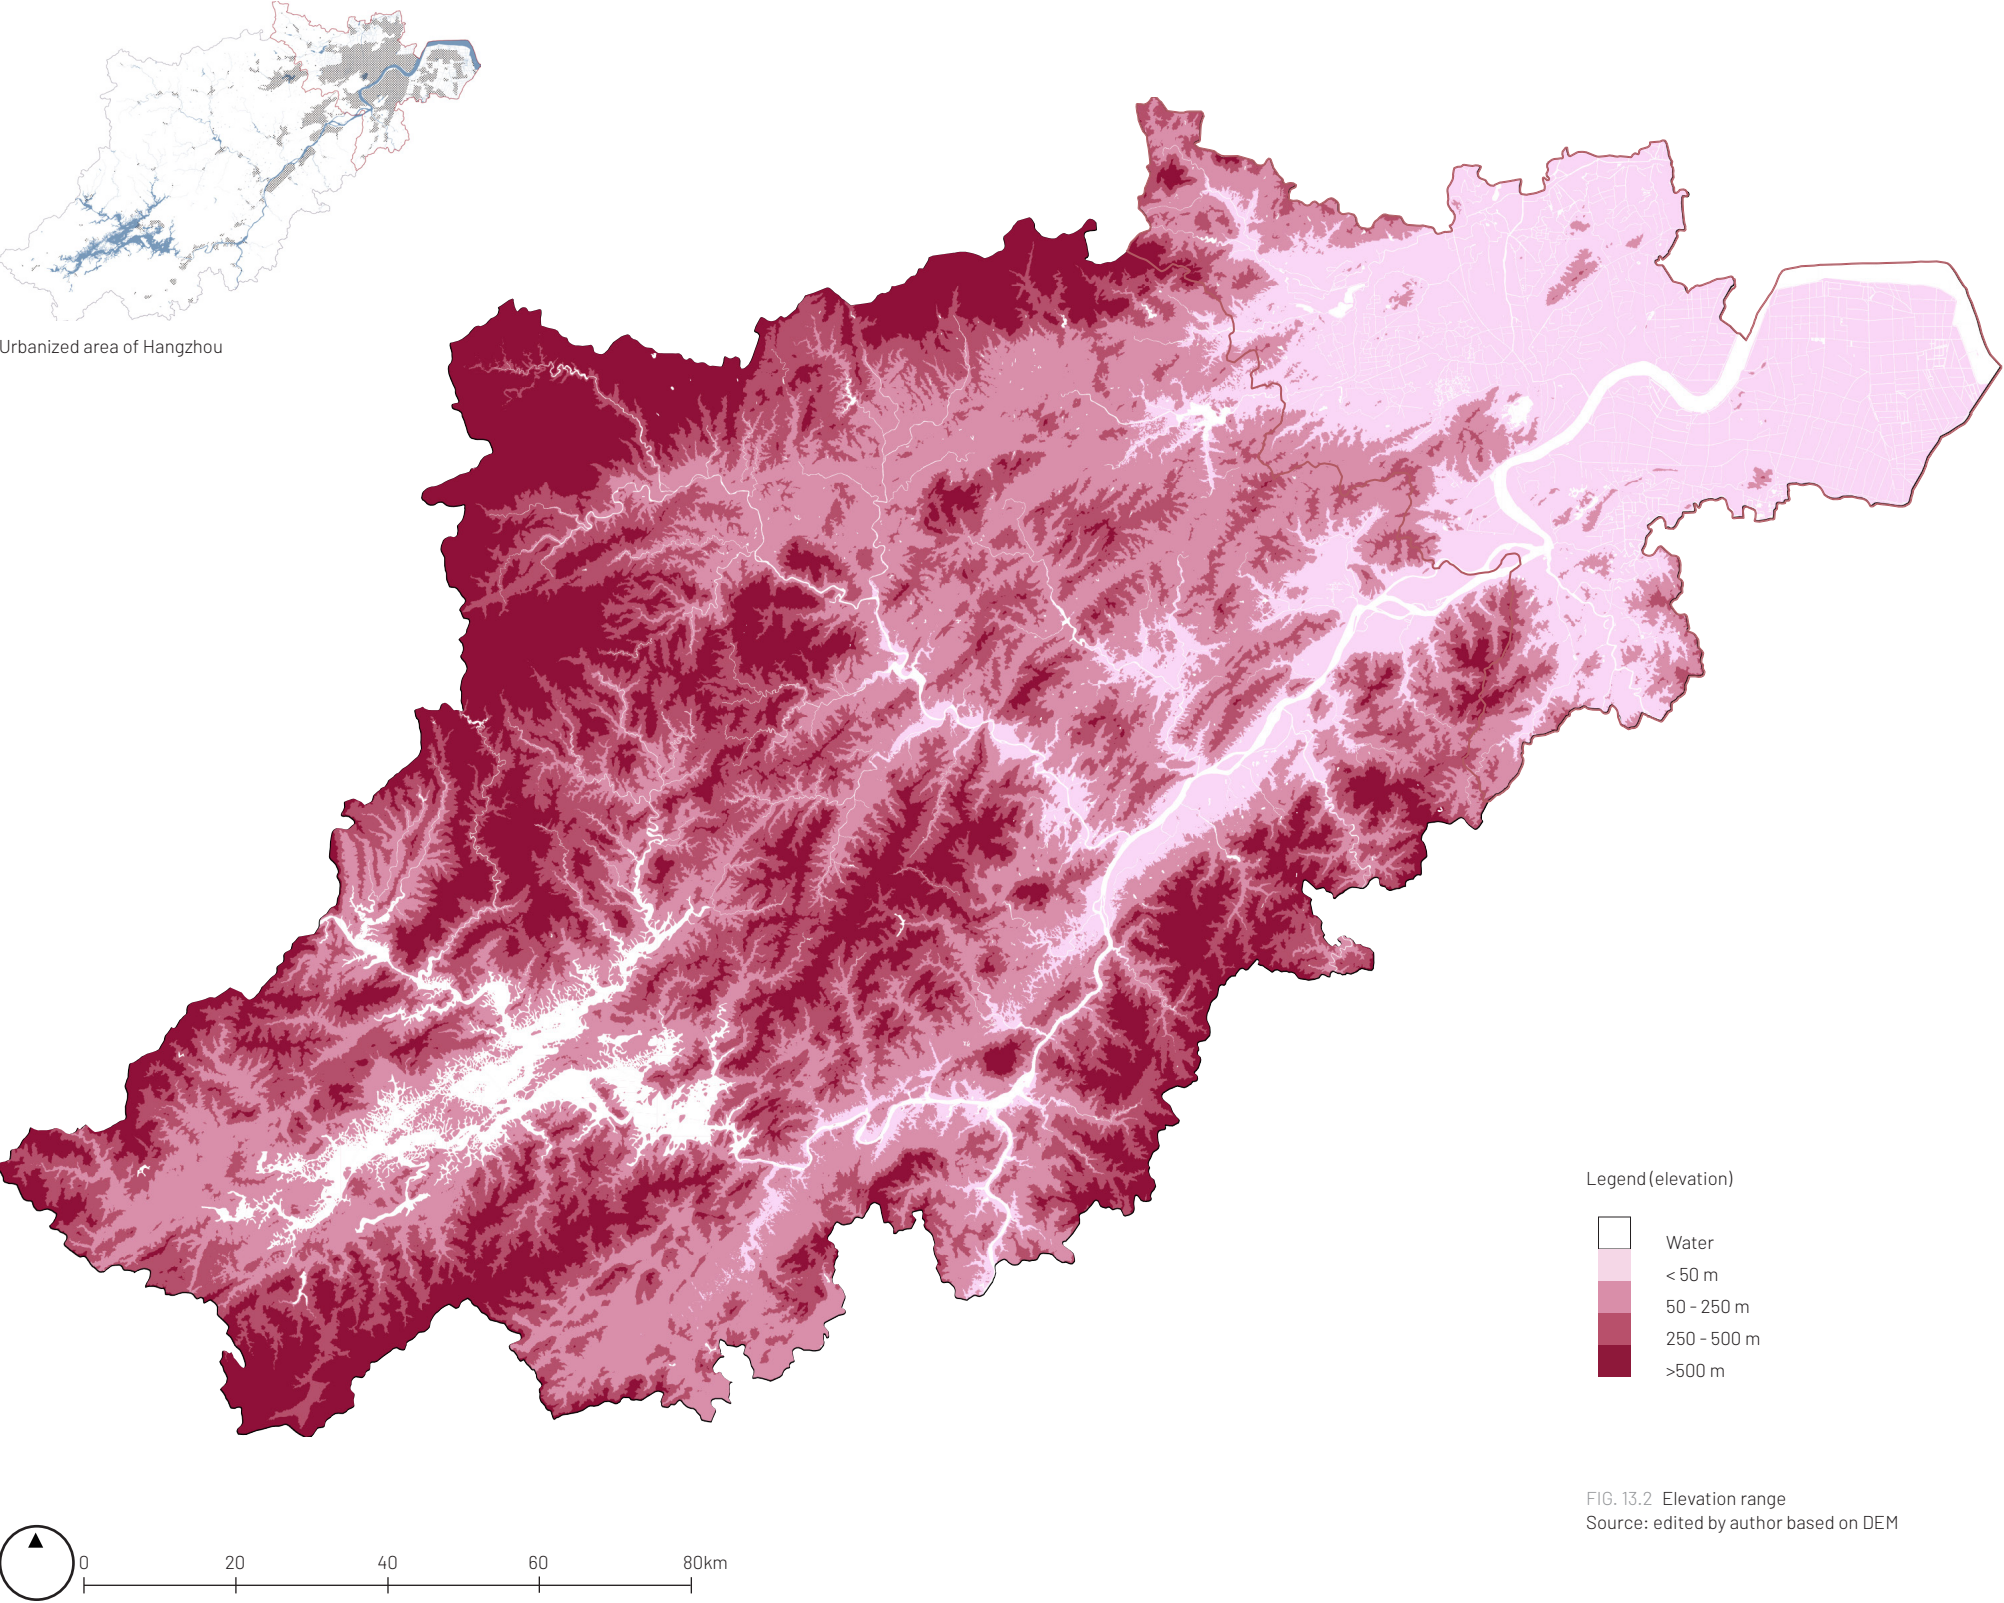 Urbanized area of Hangzhou
Legend (elevation)
Water
< 50 m
50 - 250 m
250 - 500 m
>500 m
FIG. 13.2 Elevation range
Source: edited by author based on DEM
0 20 40 60 80km